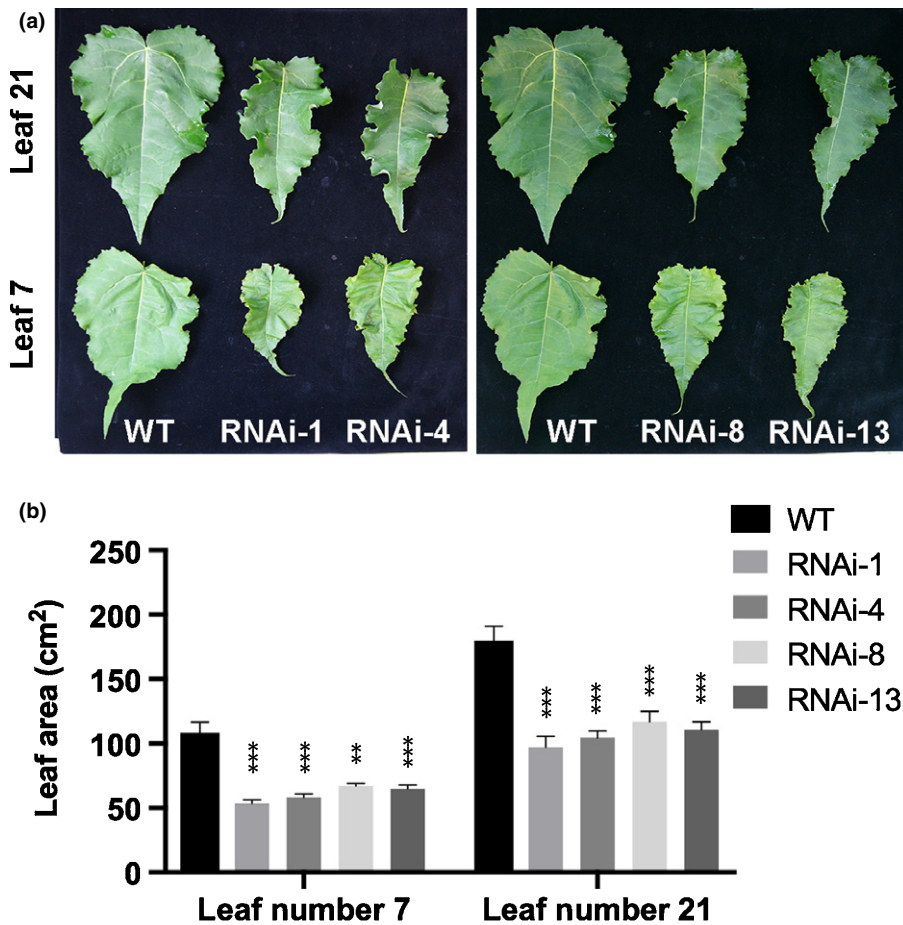 (a)
Leaf 21
Leaf 7
WT RNAi-1 RNAi-4
WT RNAi-8 RNAi-13
(b)
Leaf area (cm²)
250
200
150
100
50
0
*** *** ** ***
*** *** *** ***
Leaf number 7 Leaf number 21
WT
RNAi-1
RNAi-4
RNAi-8
RNAi-13